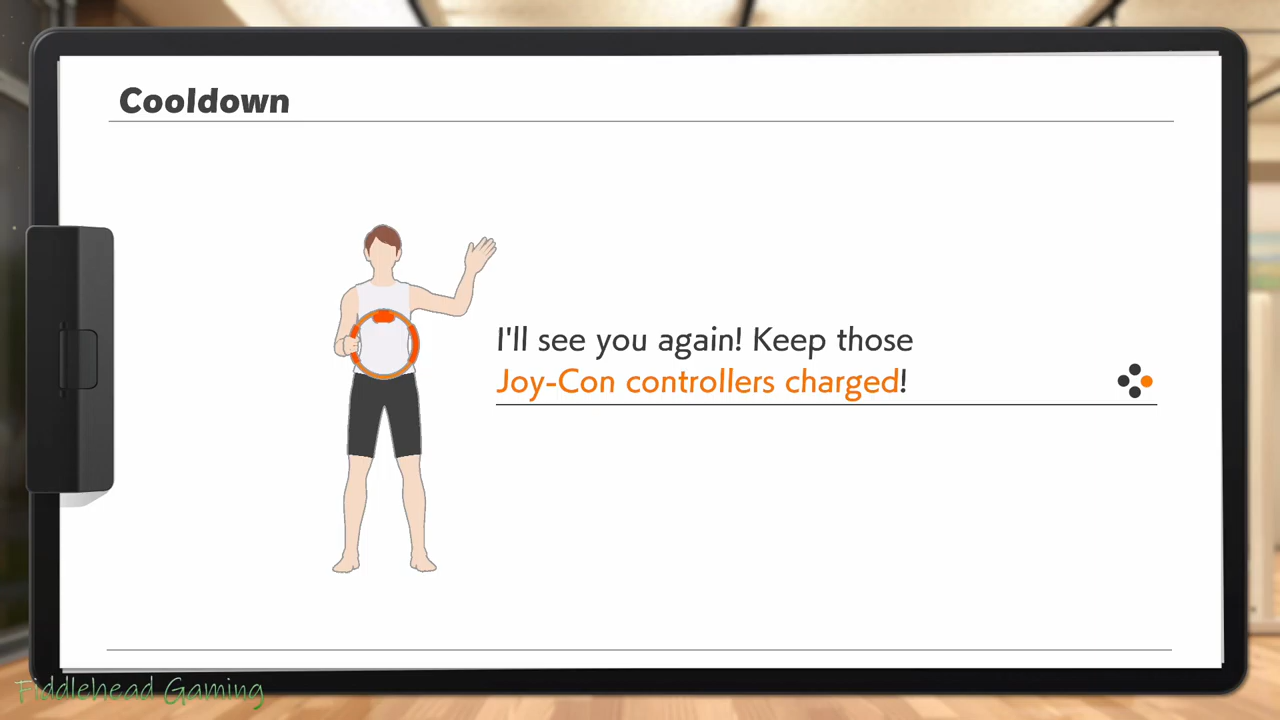 Cooldown
I'll see you again! Keep those
Joy-Con controllers charged!
Fiddlehead Gaming